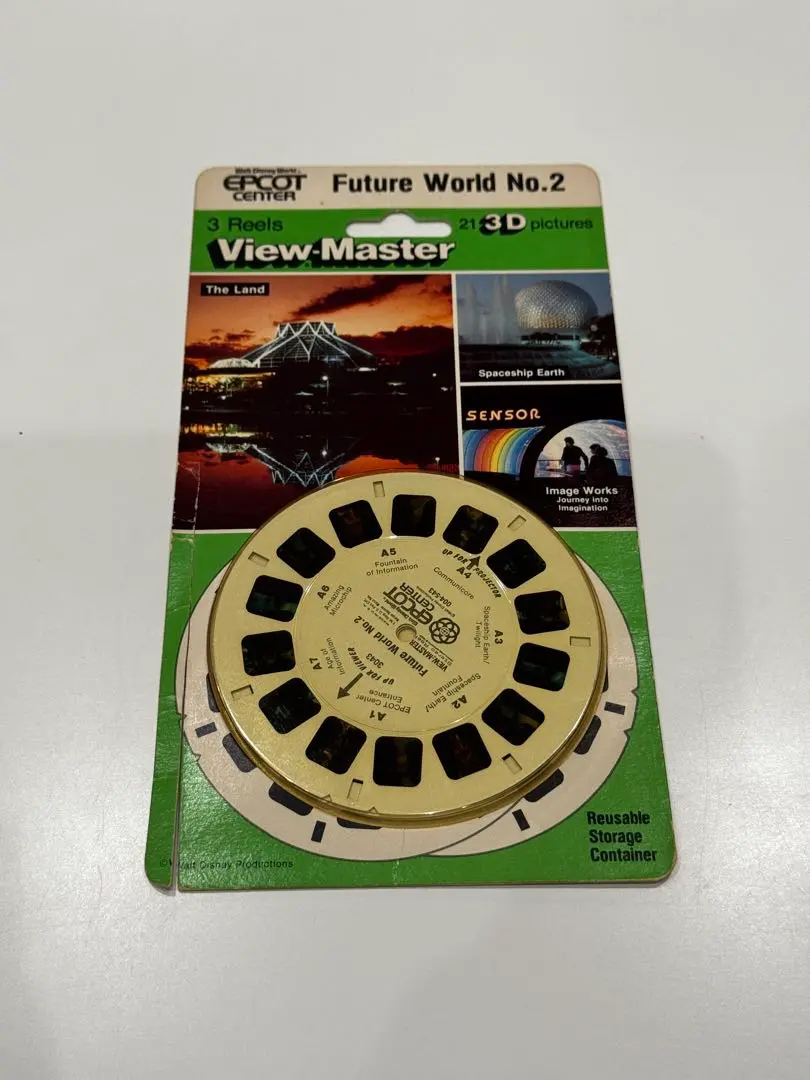 Walt Disney World
EPCOT
CENTER
Future World No.2
3 Reels
21 3D pictures
View-Master
The Land
Spaceship Earth
SENSOR
Image Works
Journey into
Imagination
A5
Fountain
of Information
A4
Communicore
UP FOR PROJECTOR
A3
Spaceship Earth/
Twilight
A2
Spaceship Earth/
Fountain
A1
EPCOT Center
Entrance
A7
Age of
Information
A6
Amazing
Microchip
EPCOT
CENTER
VIEW-MASTER
Future World No.2
3043
UP FOR VIEWER
Reusable
Storage
Container
© Walt Disney Productions